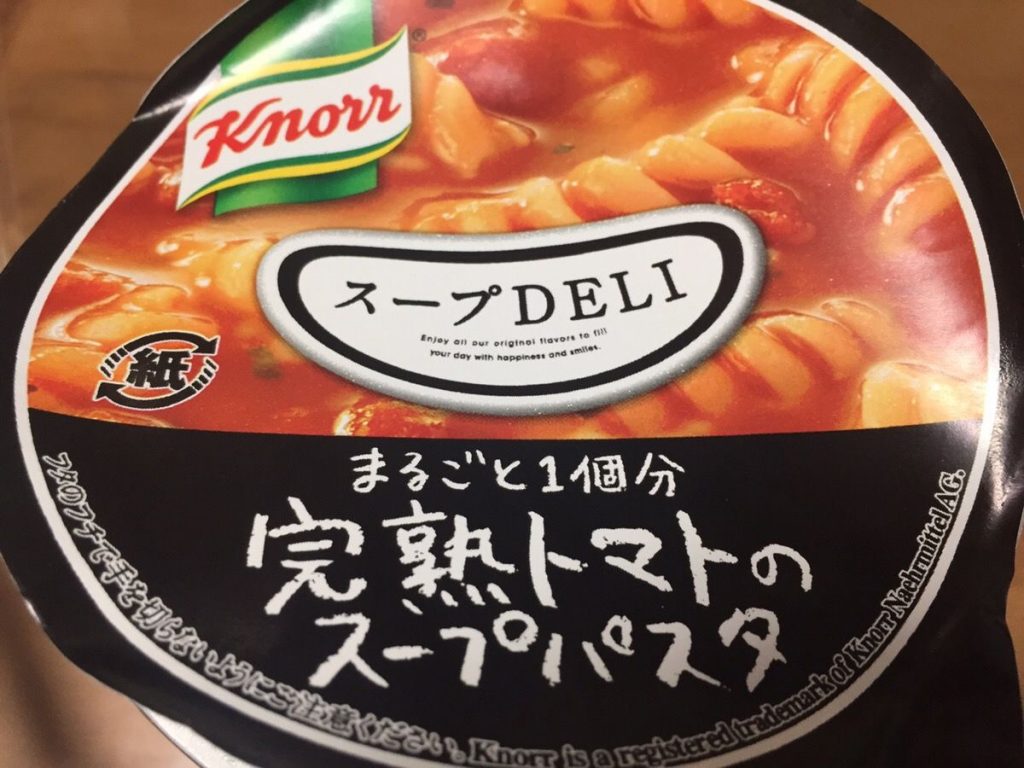 Knorr®
スープDELI
Enjoy all our original flavors to fill
your day with happiness and smiles.
紙
まるごと1個分
完熟トマトの
スープパスタ
フタのフチで手を切らないようにご注意ください。Knorr is a registered trademark of Knorr Naehrmittel AG.